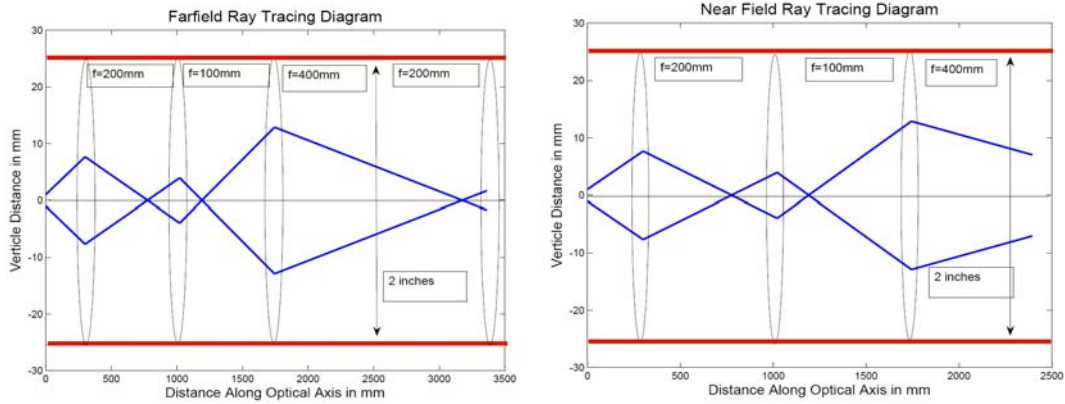 Farfield Ray Tracing Diagram
30
20
10
0
-10
-20
-30
Verticle Distance in mm
f=200mm
f=100mm
f=400mm
f=200mm
2 inches
0
500
1000
1500
2000
2500
3000
3500
Distance Along Optical Axis in mm
Near Field Ray Tracing Diagram
30
20
10
0
-10
-20
-30
Verticle Distance in mm
f=200mm
f=100mm
f=400mm
2 inches
0
500
1000
1500
2000
2500
Distance Along Optical Axis in mm